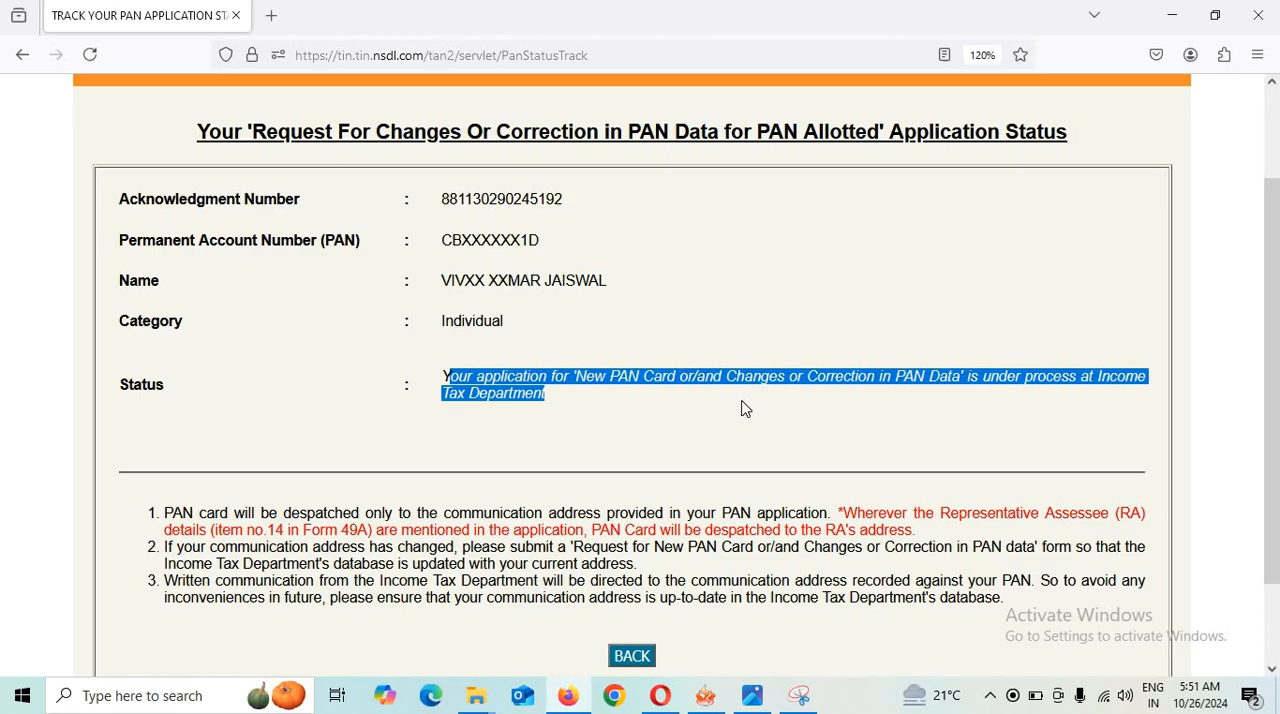 TRACK YOUR PAN APPLICATION ST
https://tin.tin.nsdl.com/tan2/servlet/PanStatusTrack
120%
Your 'Request For Changes Or Correction in PAN Data for PAN Allotted' Application Status
Acknowledgment Number : 881130290245192
Permanent Account Number (PAN) : CBXXXXXX1D
Name : VIVXX XXMAR JAISWAL
Category : Individual
Status : Your application for 'New PAN Card or/and Changes or Correction in PAN Data' is under process at Income
Tax Department
1. PAN card will be despatched only to the communication address provided in your PAN application. *Wherever the Representative Assessee (RA)
details (item no.14 in Form 49A) are mentioned in the application, PAN Card will be despatched to the RA's address.
2. If your communication address has changed, please submit a 'Request for New PAN Card or/and Changes or Correction in PAN data' form so that the
Income Tax Department's database is updated with your current address.
3. Written communication from the Income Tax Department will be directed to the communication address recorded against your PAN. So to avoid any
inconveniences in future, please ensure that your communication address is up-to-date in the Income Tax Department's database.
Activate Windows
Go to Settings to activate Windows.
BACK
Type here to search
21°C
ENG
IN
5:51 AM
10/26/2024
2